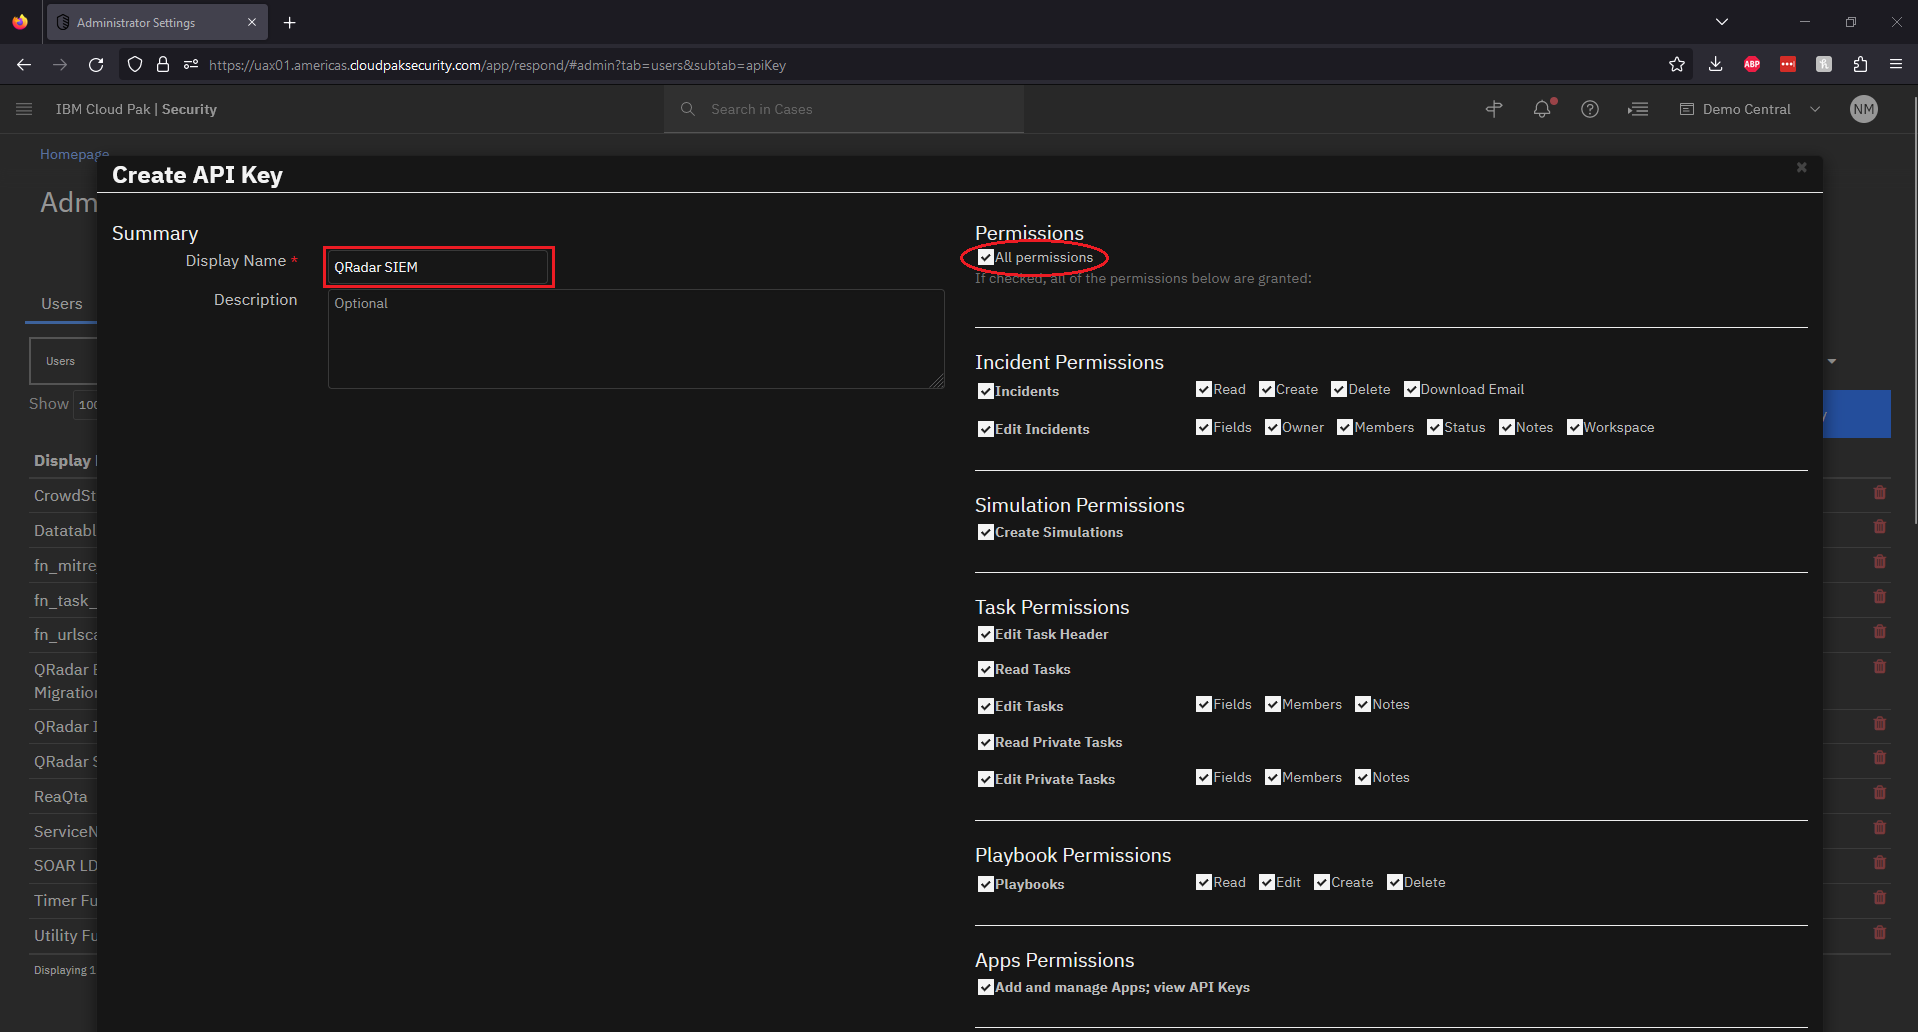 Administrator Settings
https://uax01.americas.cloudpaksecurity.com/app/respond/#admin?tab=users&subtab=apiKey
ABP
IBM Cloud Pak | Security
Search in Cases
Demo Central
NM
Homepage
Adm
Create API Key
Summary
Display Name *
QRadar SIEM
Description
Optional
Users
Users
Show 100
Display
CrowdSt
Datatabl
fn_mitre
fn_task_
fn_urlsca
QRadar
Migration
QRadar I
QRadar S
ReaQta
ServiceN
SOAR LD
Timer Fu
Utility Fu
Displaying 1
Permissions
All permissions
If checked, all of the permissions below are granted:
Incident Permissions
Incidents Read Create Delete Download Email
Edit Incidents Fields Owner Members Status Notes Workspace
Simulation Permissions
Create Simulations
Task Permissions
Edit Task Header
Read Tasks
Edit Tasks Fields Members Notes
Read Private Tasks
Edit Private Tasks Fields Members Notes
Playbook Permissions
Playbooks Read Edit Create Delete
Apps Permissions
Add and manage Apps; view API Keys